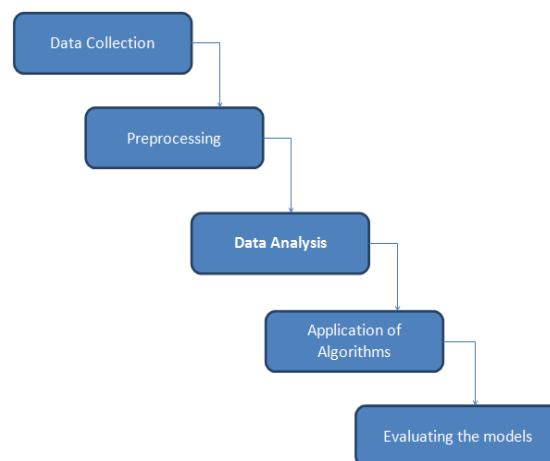 Data Collection
Preprocessing
Data Analysis
Application of
Algorithms
Evaluating the models